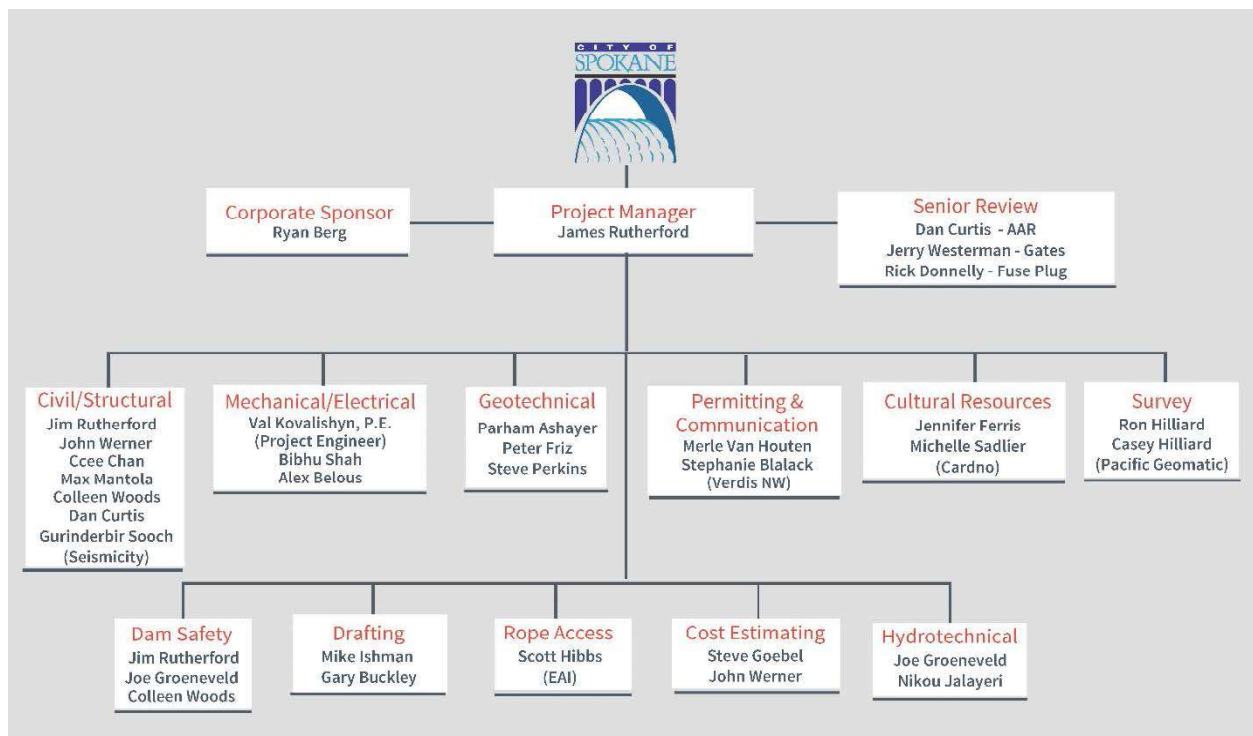 CITY OF
SPOKANE
Corporate Sponsor
Ryan Berg
Project Manager
James Rutherford
Senior Review
Dan Curtis - AAR
Jerry Westerman - Gates
Rick Donnelly - Fuse Plug
Civil/Structural
Jim Rutherford
John Werner
Ccee Chan
Max Mantola
Colleen Woods
Dan Curtis
Gurinderbir Sooch
(Seismicity)
Mechanical/Electrical
Val Kovalishyn, P.E.
(Project Engineer)
Bibhu Shah
Alex Belous
Geotechnical
Parham Ashayer
Peter Friz
Steve Perkins
Permitting &
Communication
Merle Van Houten
Stephanie Blalack
(Verdis NW)
Cultural Resources
Jennifer Ferris
Michelle Sadlier
(Cardno)
Survey
Ron Hilliard
Casey Hilliard
(Pacific Geomatic)
Dam Safety
Jim Rutherford
Joe Groeneveld
Colleen Woods
Drafting
Mike Ishman
Gary Buckley
Rope Access
Scott Hibbs
(EAI)
Cost Estimating
Steve Goebel
John Werner
Hydrotechnical
Joe Groeneveld
Nikou Jalayeri